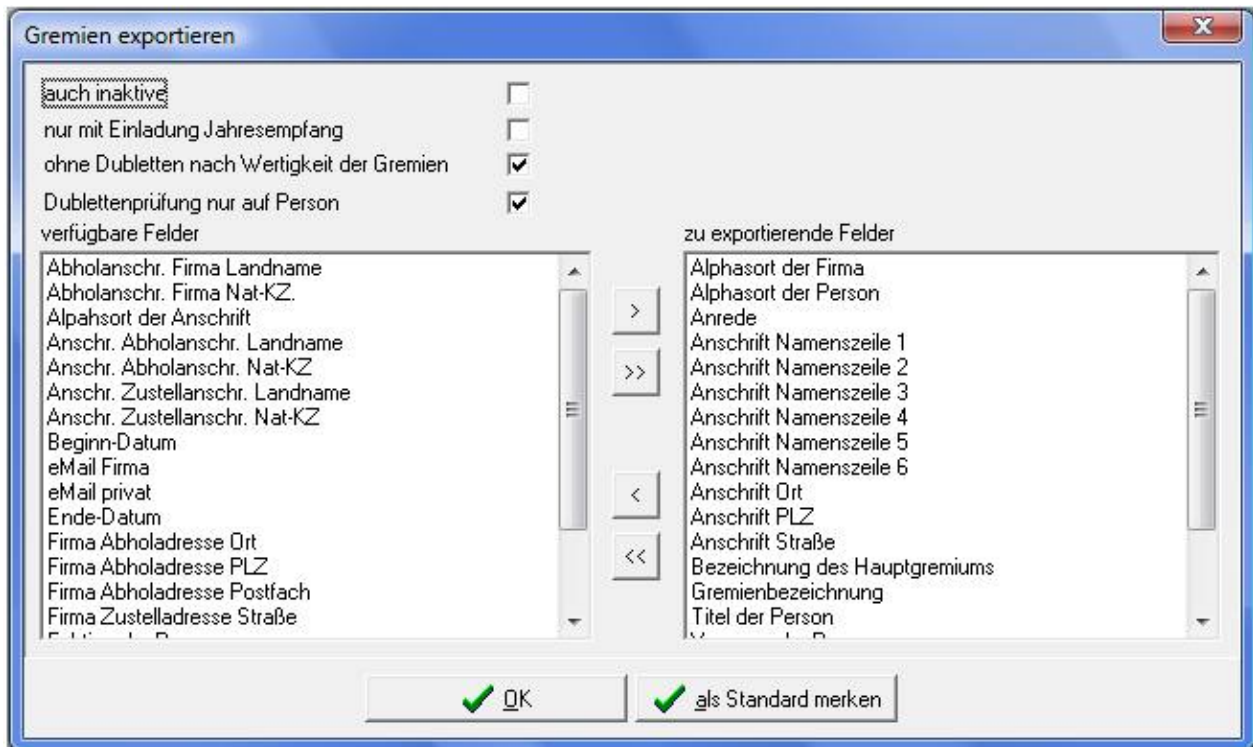 Gremien exportieren
auch inaktive
nur mit Einladung Jahresempfang
ohne Dubletten nach Wertigkeit der Gremien
Dublettenprüfung nur auf Person
verfügbare Felder
Abholanschr. Firma Landname
Abholanschr. Firma Nat-KZ.
Alpahsort der Anschrift
Anschr. Abholanschr. Landname
Anschr. Abholanschr. Nat-KZ
Anschr. Zustellanschr. Landname
Anschr. Zustellanschr. Nat-KZ
Beginn-Datum
eMail Firma
eMail privat
Ende-Datum
Firma Abholadresse Ort
Firma Abholadresse PLZ
Firma Abholadresse Postfach
Firma Zustelladresse Straße
>
>>
<
<<
zu exportierende Felder
Alphasort der Firma
Alphasort der Person
Anrede
Anschrift Namenszeile 1
Anschrift Namenszeile 2
Anschrift Namenszeile 3
Anschrift Namenszeile 4
Anschrift Namenszeile 5
Anschrift Namenszeile 6
Anschrift Ort
Anschrift PLZ
Anschrift Straße
Bezeichnung des Hauptgremiums
Gremienbezeichnung
Titel der Person
OK
als Standard merken